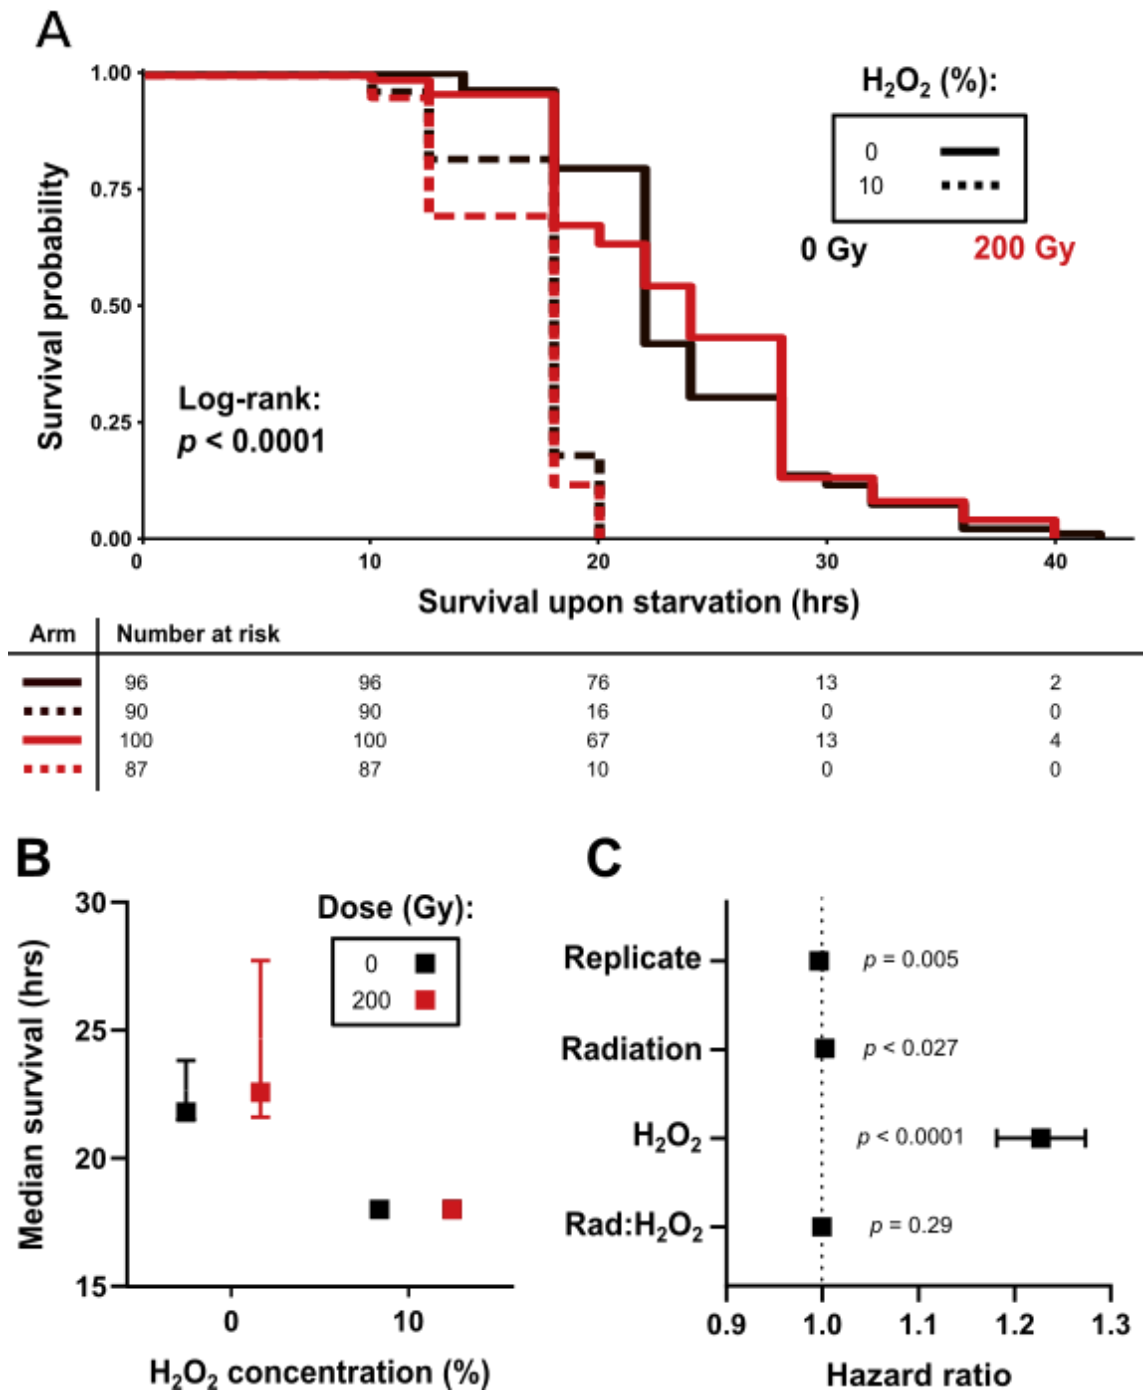 A
1.00
0.75
0.50
0.25
0.00
Survival probability
H₂O₂ (%):
0
10
0 Gy 200 Gy
Log-rank:
p < 0.0001
0 10 20 30 40
Survival upon starvation (hrs)
Arm Number at risk
96 96 76 13 2
90 90 16 0 0
100 100 67 13 4
87 87 10 0 0
B
30
25
20
15
Median survival (hrs)
Dose (Gy):
0
200
0 10
H₂O₂ concentration (%)
C
Replicate p = 0.005
Radiation p < 0.027
H₂O₂ p < 0.0001
Rad:H₂O₂ p = 0.29
0.9 1.0 1.1 1.2 1.3
Hazard ratio